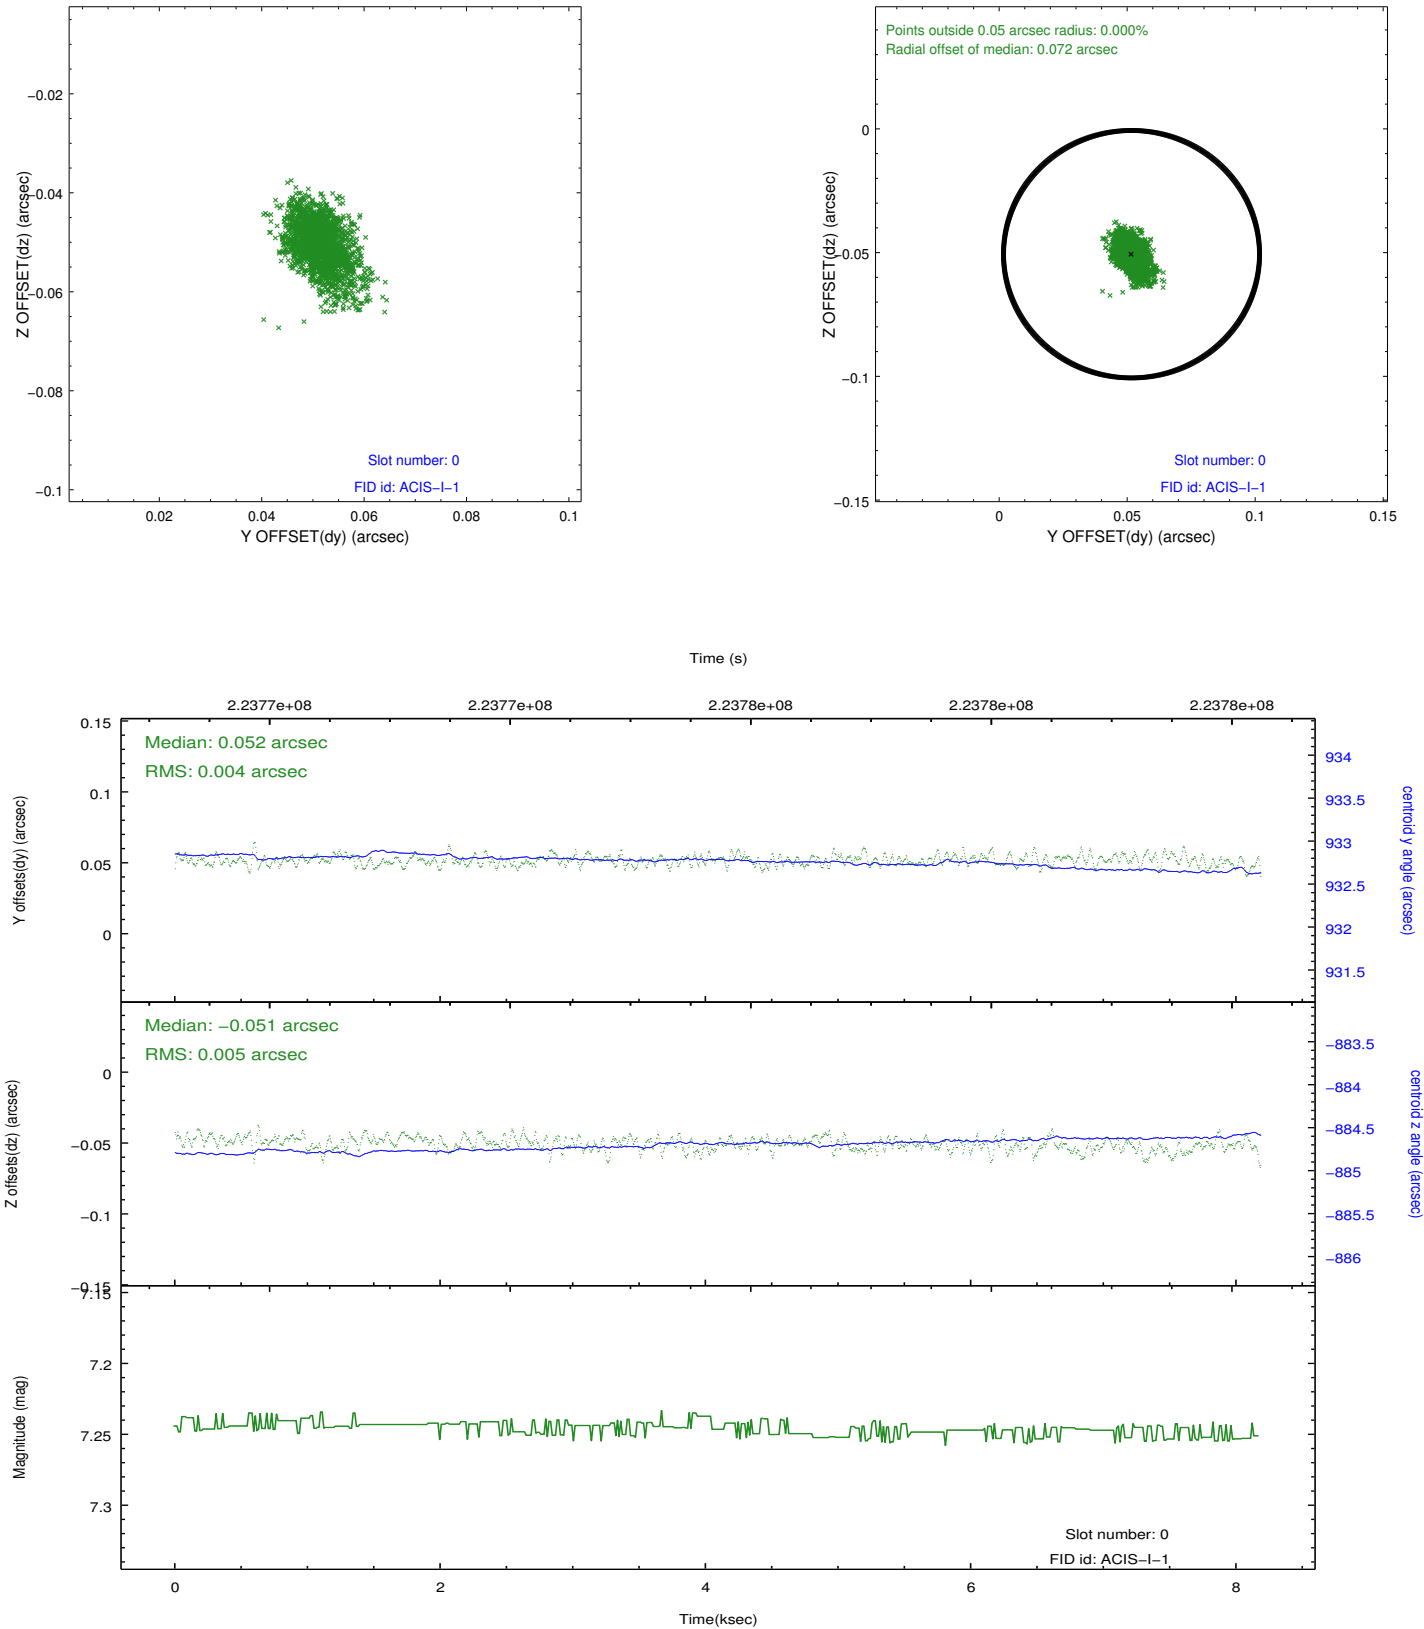 −0.02
−0.04
−0.06
−0.08
−0.1
Z OFFSET(dz) (arcsec)
Slot number: 0
FID id: ACIS−I−1
0.02
0.04
0.06
0.08
0.1
Y OFFSET(dy) (arcsec)
Points outside 0.05 arcsec radius: 0.000%
Radial offset of median: 0.072 arcsec
0
−0.05
−0.1
−0.15
Z OFFSET(dz) (arcsec)
Slot number: 0
FID id: ACIS−I−1
0
0.05
0.1
0.15
Y OFFSET(dy) (arcsec)
Time (s)
2.2377e+08
2.2377e+08
2.2378e+08
2.2378e+08
2.2378e+08
Median: 0.052 arcsec
RMS: 0.004 arcsec
0.15
0.1
0.05
0
Y offsets(dy) (arcsec)
934
933.5
933
932.5
932
931.5
centroid y angle (arcsec)
Median: −0.051 arcsec
RMS: 0.005 arcsec
0
−0.05
−0.1
−0.15
Z offsets(dz) (arcsec)
−883.5
−884
−884.5
−885
−885.5
−886
centroid z angle (arcsec)
7.15
7.2
7.25
7.3
Magnitude (mag)
Slot number: 0
FID id: ACIS−I−1
0
2
4
6
8
Time(ksec)